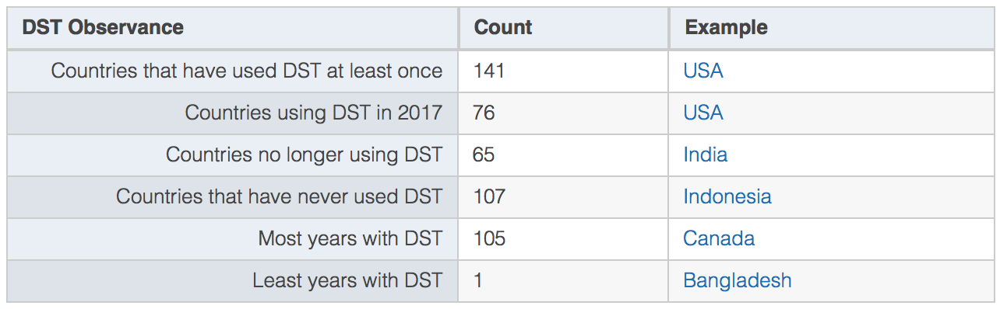 DST Observance Count Example
Countries that have used DST at least once 141 USA
Countries using DST in 2017 76 USA
Countries no longer using DST 65 India
Countries that have never used DST 107 Indonesia
Most years with DST 105 Canada
Least years with DST 1 Bangladesh